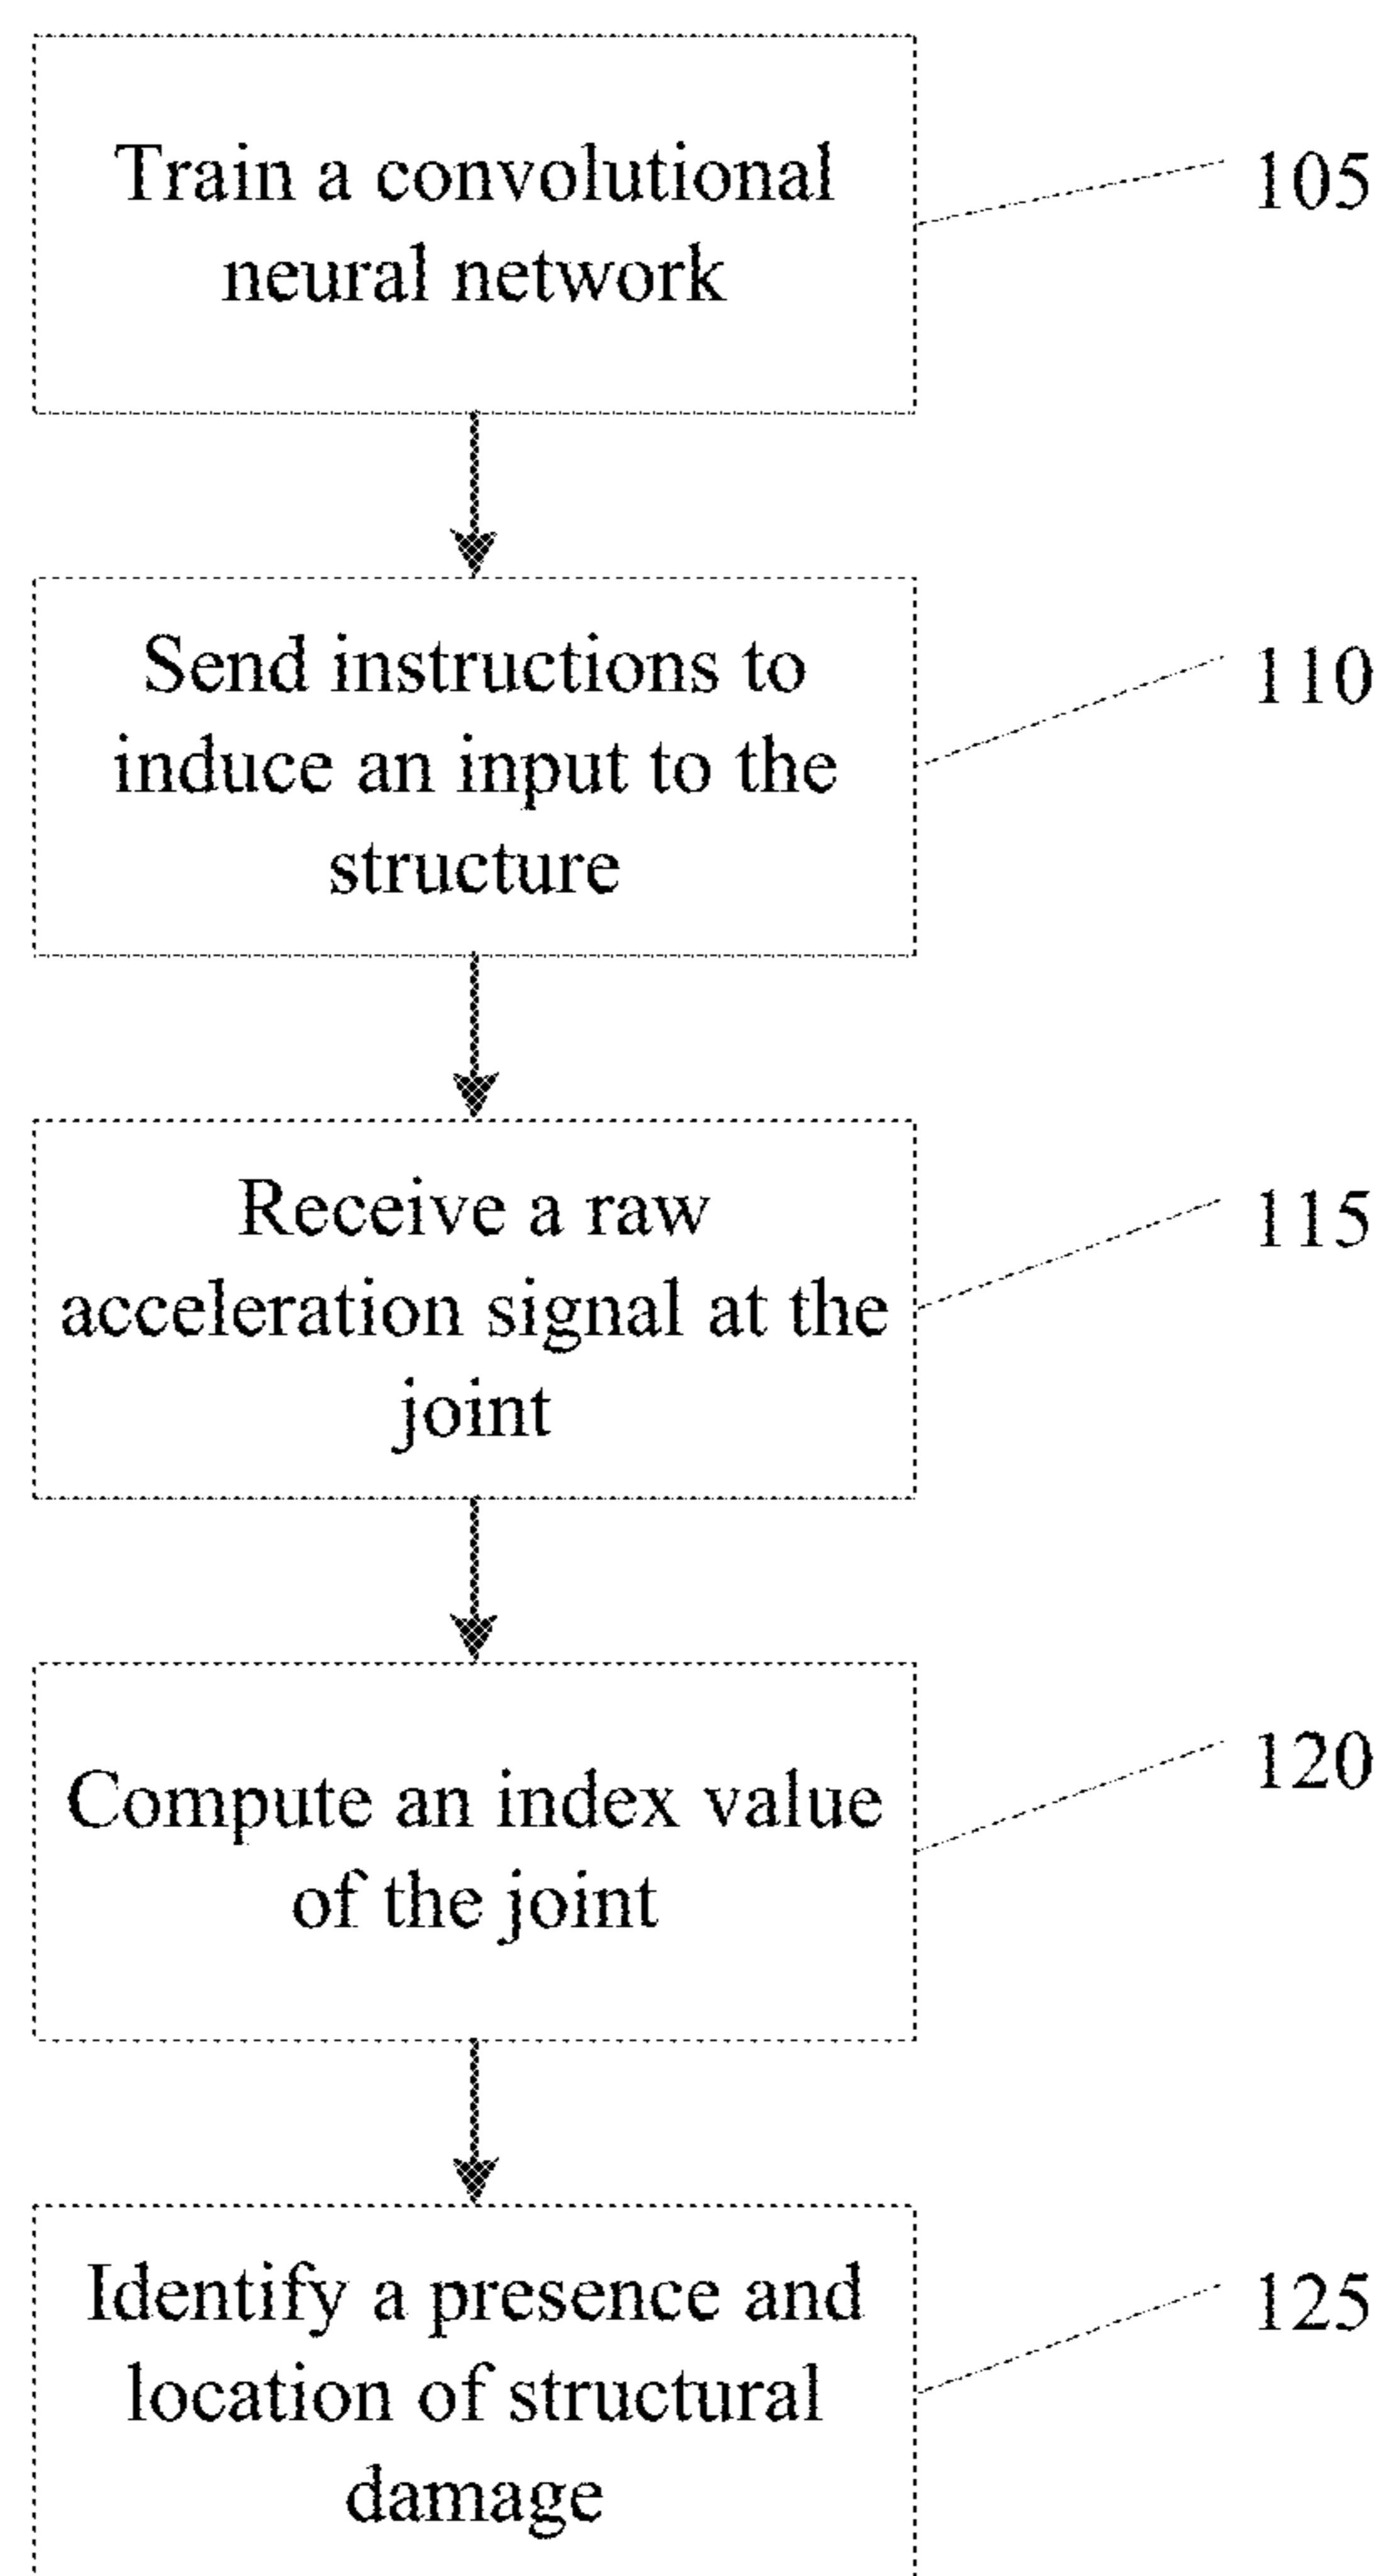 Train a convolutional
neural network
105
Send instructions to
induce an input to the
structure
110
Receive a raw
acceleration signal at the
joint
115
Compute an index value
of the joint
120
Identify a presence and
location of structural
damage
125